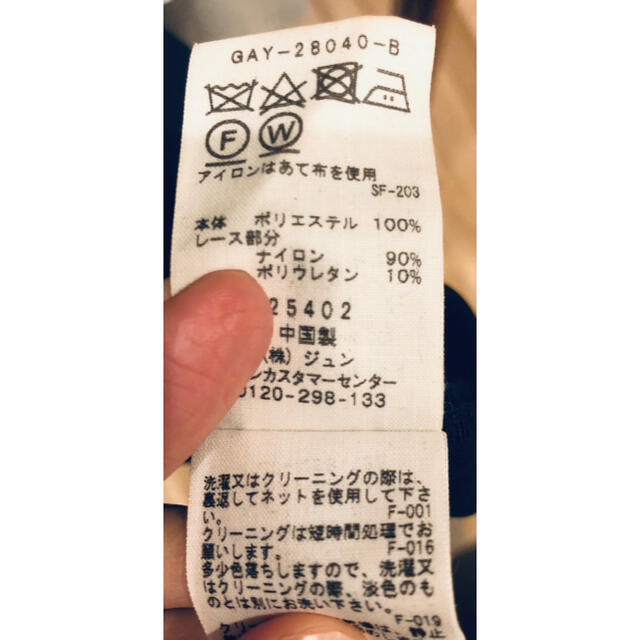 GAY-28040-B
F W
アイロンはあて布を使用
SF-203
本体 ポリエステル 100%
レース部分
ナイロン 90%
ポリウレタン 10%
25402
中国製
(株) ジュン
ンカスタマーセンター
0120-298-133
洗濯又はクリーニングの際は、
裏返してネットを使用して下さ
い。 F-001
クリーニングは短時間処理でお
願いします。 F-016
多少色落ちしますので、洗濯又
はクリーニングの際、淡色のも
のとは別にお洗い下さい。
F-019